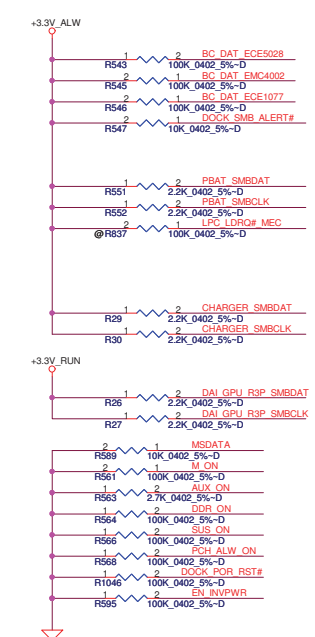 +3.3V_ALW
1 2 BC_DAT_ECE5028
R543 100K_0402_5%~D
2 1 BC_DAT_EMC4002
R545 100K_0402_5%~D
2 1 BC_DAT_ECE1077
R546 100K_0402_5%~D
2 1 DOCK_SMB_ALERT#
R547 10K_0402_5%~D
1 2 PBAT_SMBDAT
R551 2.2K_0402_5%~D
1 2 PBAT_SMBCLK
R552 2.2K_0402_5%~D
2 1 LPC_LDRQ#_MEC
@R837 100K_0402_5%~D
1 2 CHARGER_SMBDAT
R29 2.2K_0402_5%~D
1 2 CHARGER_SMBCLK
R30 2.2K_0402_5%~D
+3.3V_RUN
1 2 DAI_GPU_R3P_SMBDAT
R26 2.2K_0402_5%~D
1 2 DAI_GPU_R3P_SMBCLK
R27 2.2K_0402_5%~D
2 1 MSDATA
R589 10K_0402_5%~D
2 1 M_ON
R561 100K_0402_5%~D
1 2 AUX_ON
R563 2.7K_0402_5%~D
1 2 DDR_ON
R564 100K_0402_5%~D
1 2 SUS_ON
R566 100K_0402_5%~D
1 2 PCH_ALW_ON
R568 100K_0402_5%~D
1 2 DOCK_POR_RST#
R1046 100K_0402_5%~D
1 2 EN_INVPWR
R595 100K_0402_5%~D